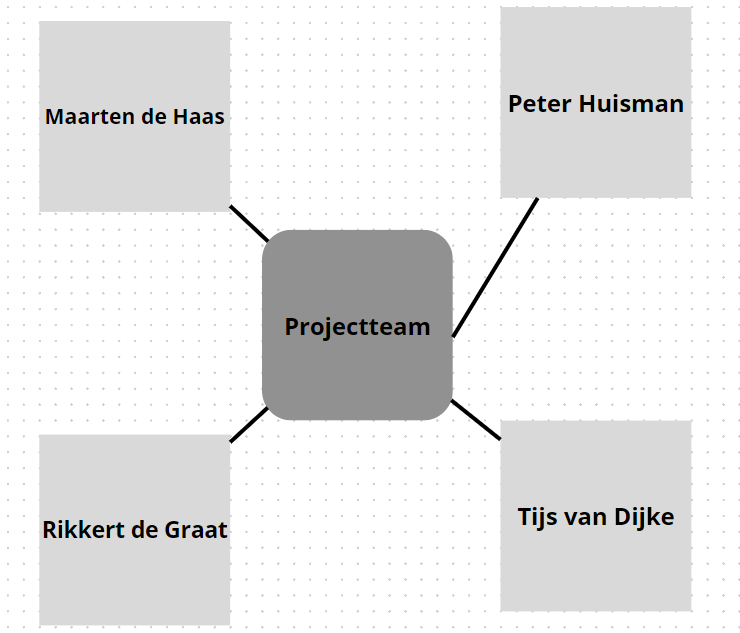 Maarten de Haas
Peter Huisman
Projectteam
Rikkert de Graat
Tijs van Dijke